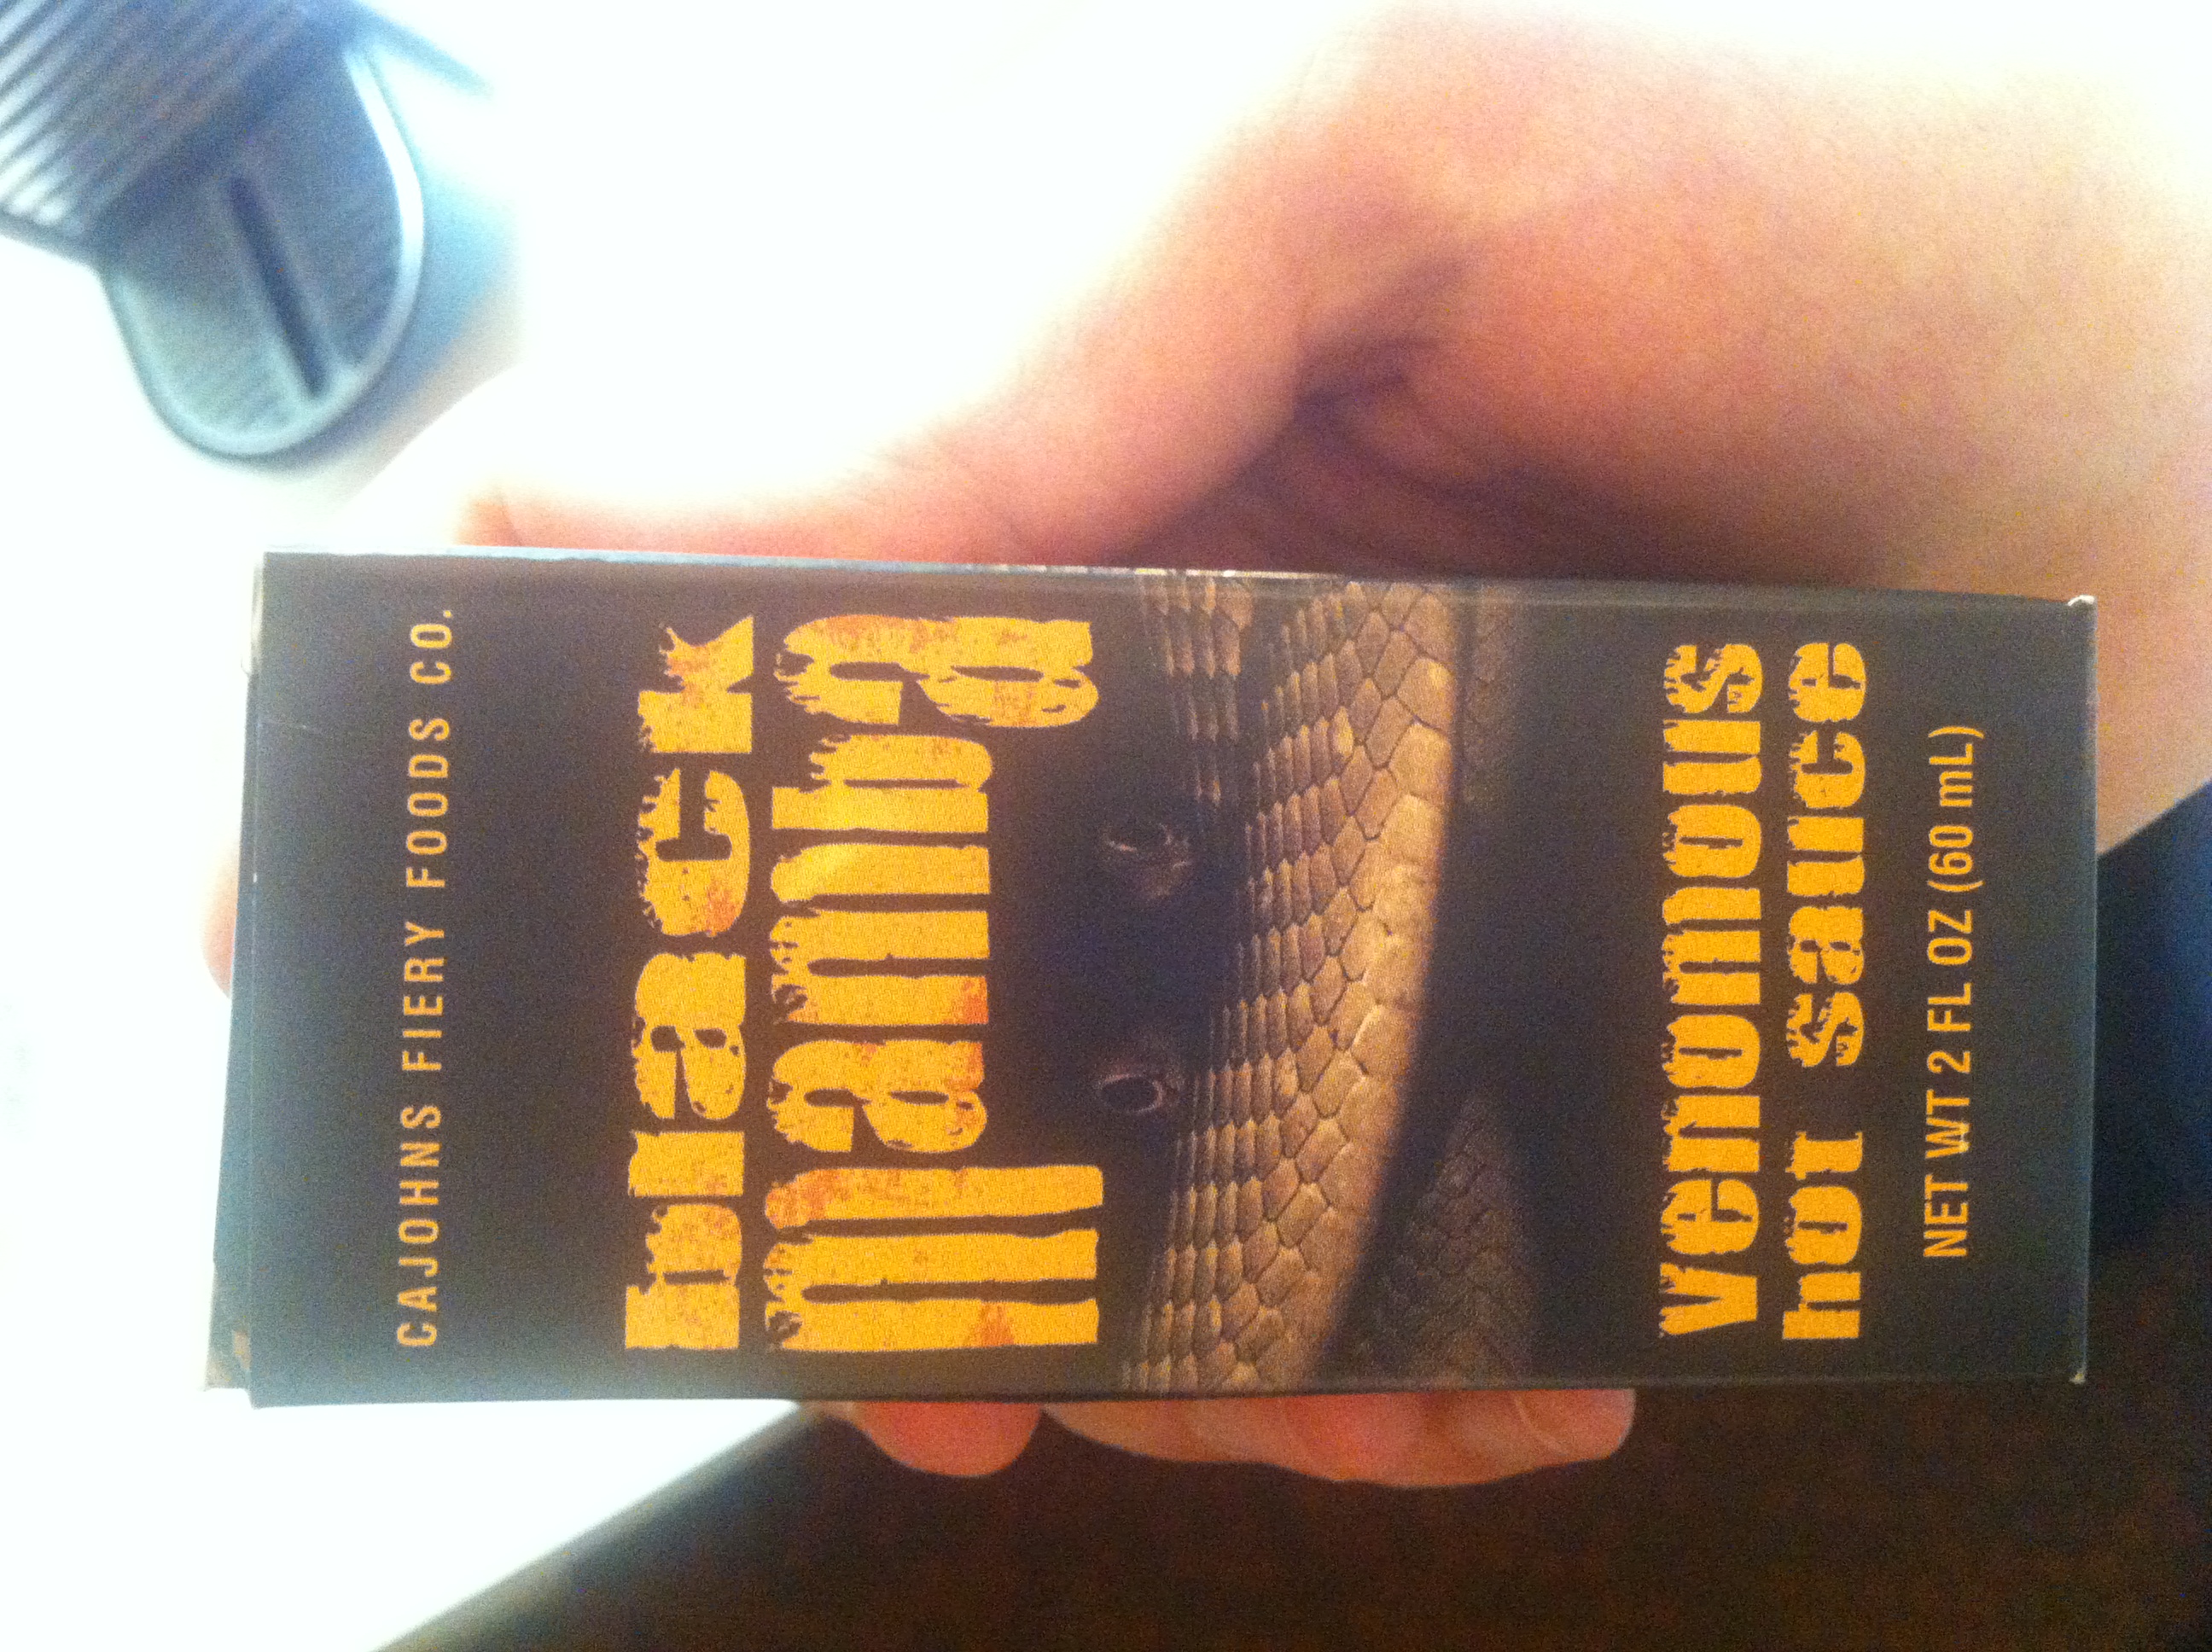 CAJOHNS FIERY FOODS CO.
black
mamba
venomous
hot sauce
NET WT 2 FL OZ (60 mL)